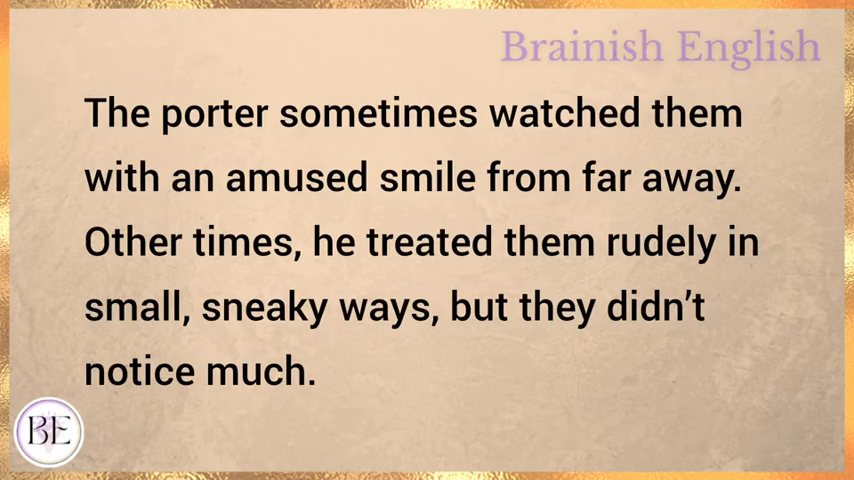 Brainish English
The porter sometimes watched them
with an amused smile from far away.
Other times, he treated them rudely in
small, sneaky ways, but they didn’t
notice much.
BE